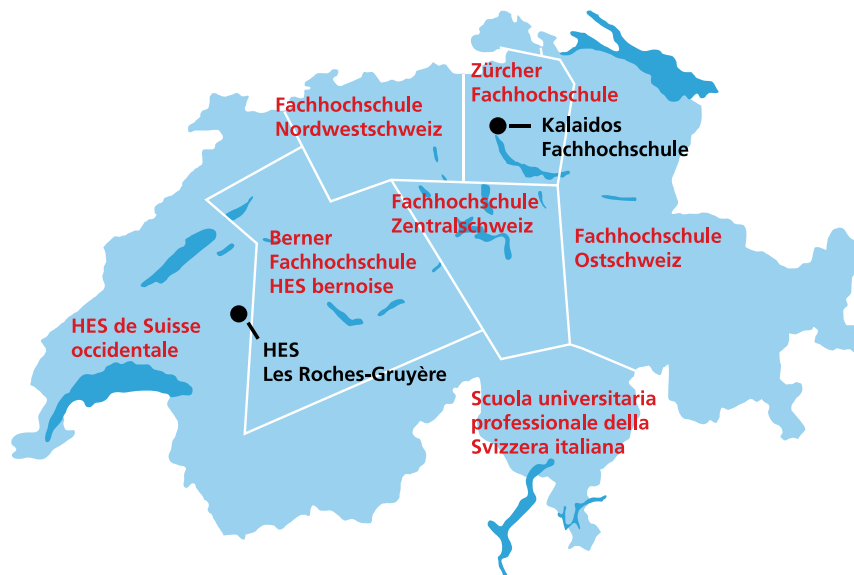 Zürcher
Fachhochschule
Fachhochschule
Nordwestschweiz
Kalaidos
Fachhochschule
Fachhochschule
Zentralschweiz
Berner
Fachhochschule
HES bernoise
Fachhochschule
Ostschweiz
HES de Suisse
occidentale
HES
Les Roches-Gruyère
Scuola universitaria
professionale della
Svizzera italiana